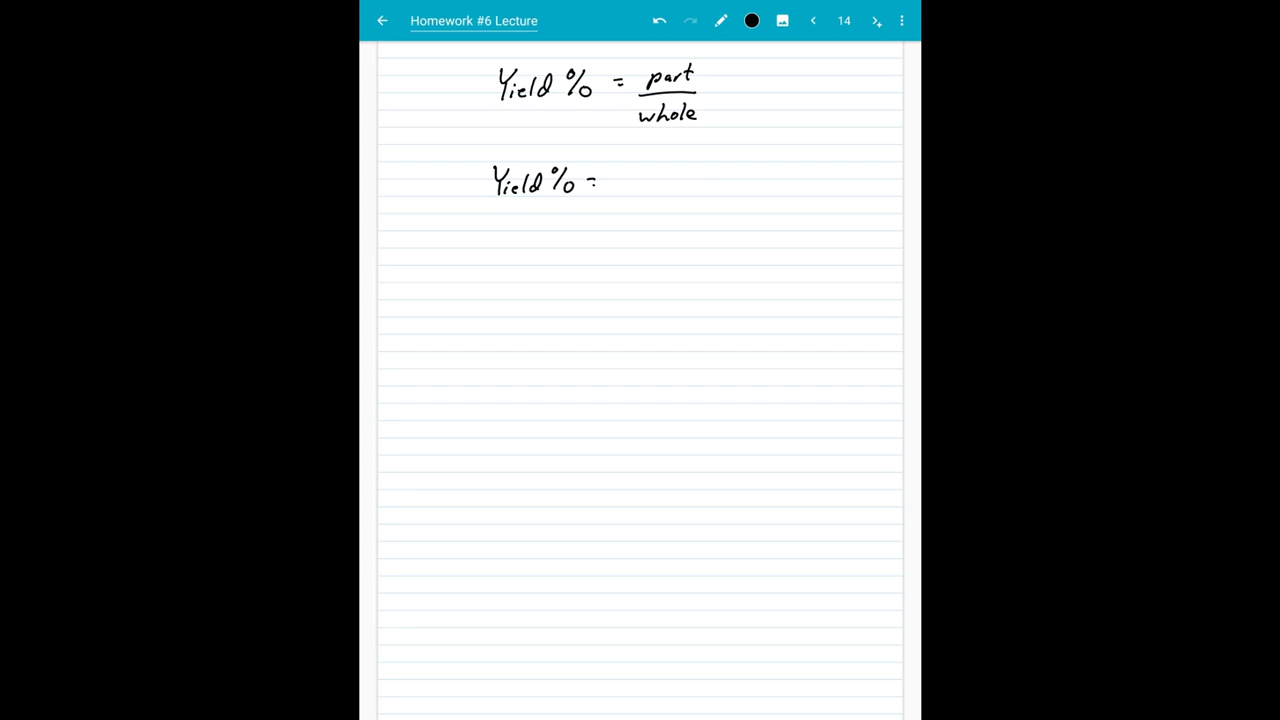 Homework #6 Lecture
14
Yield % = part
whole
Yield % =